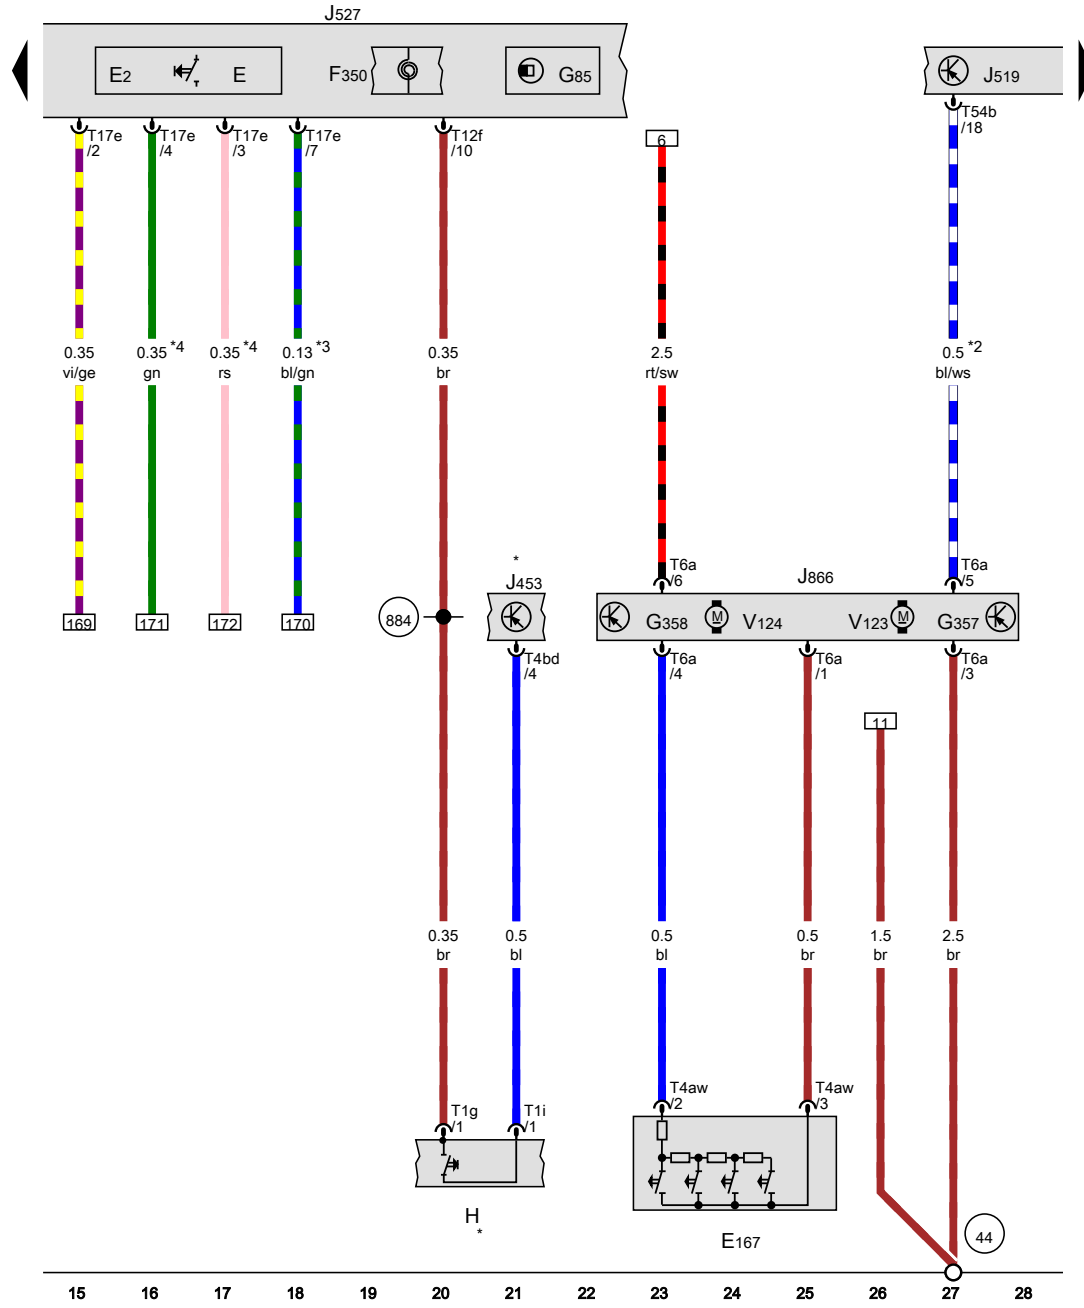 J527
E2 E F350 G85 J519
T17e /2
T17e /4
T17e /3
T17e /7
T12f /10
T54b /18
6
0.35 vi/ge
0.35 *4 gn
0.35 *4 rs
0.13 *3 bl/gn
0.35 br
2.5 rt/sw
0.5 *2 bl/ws
*
J453
T6a /6
J866
T6a /5
169 171 172 170
884
G358 M V124 V123 M G357
T4bd /4
T6a /4
T6a /1
T6a /3
11
0.35 br
0.5 bl
0.5 bl
0.5 br
1.5 br
2.5 br
T1g /1
T1i /1
T4aw /2
T4aw /3
H
*
E167
44
15 16 17 18 19 20 21 22 23 24 25 26 27 28